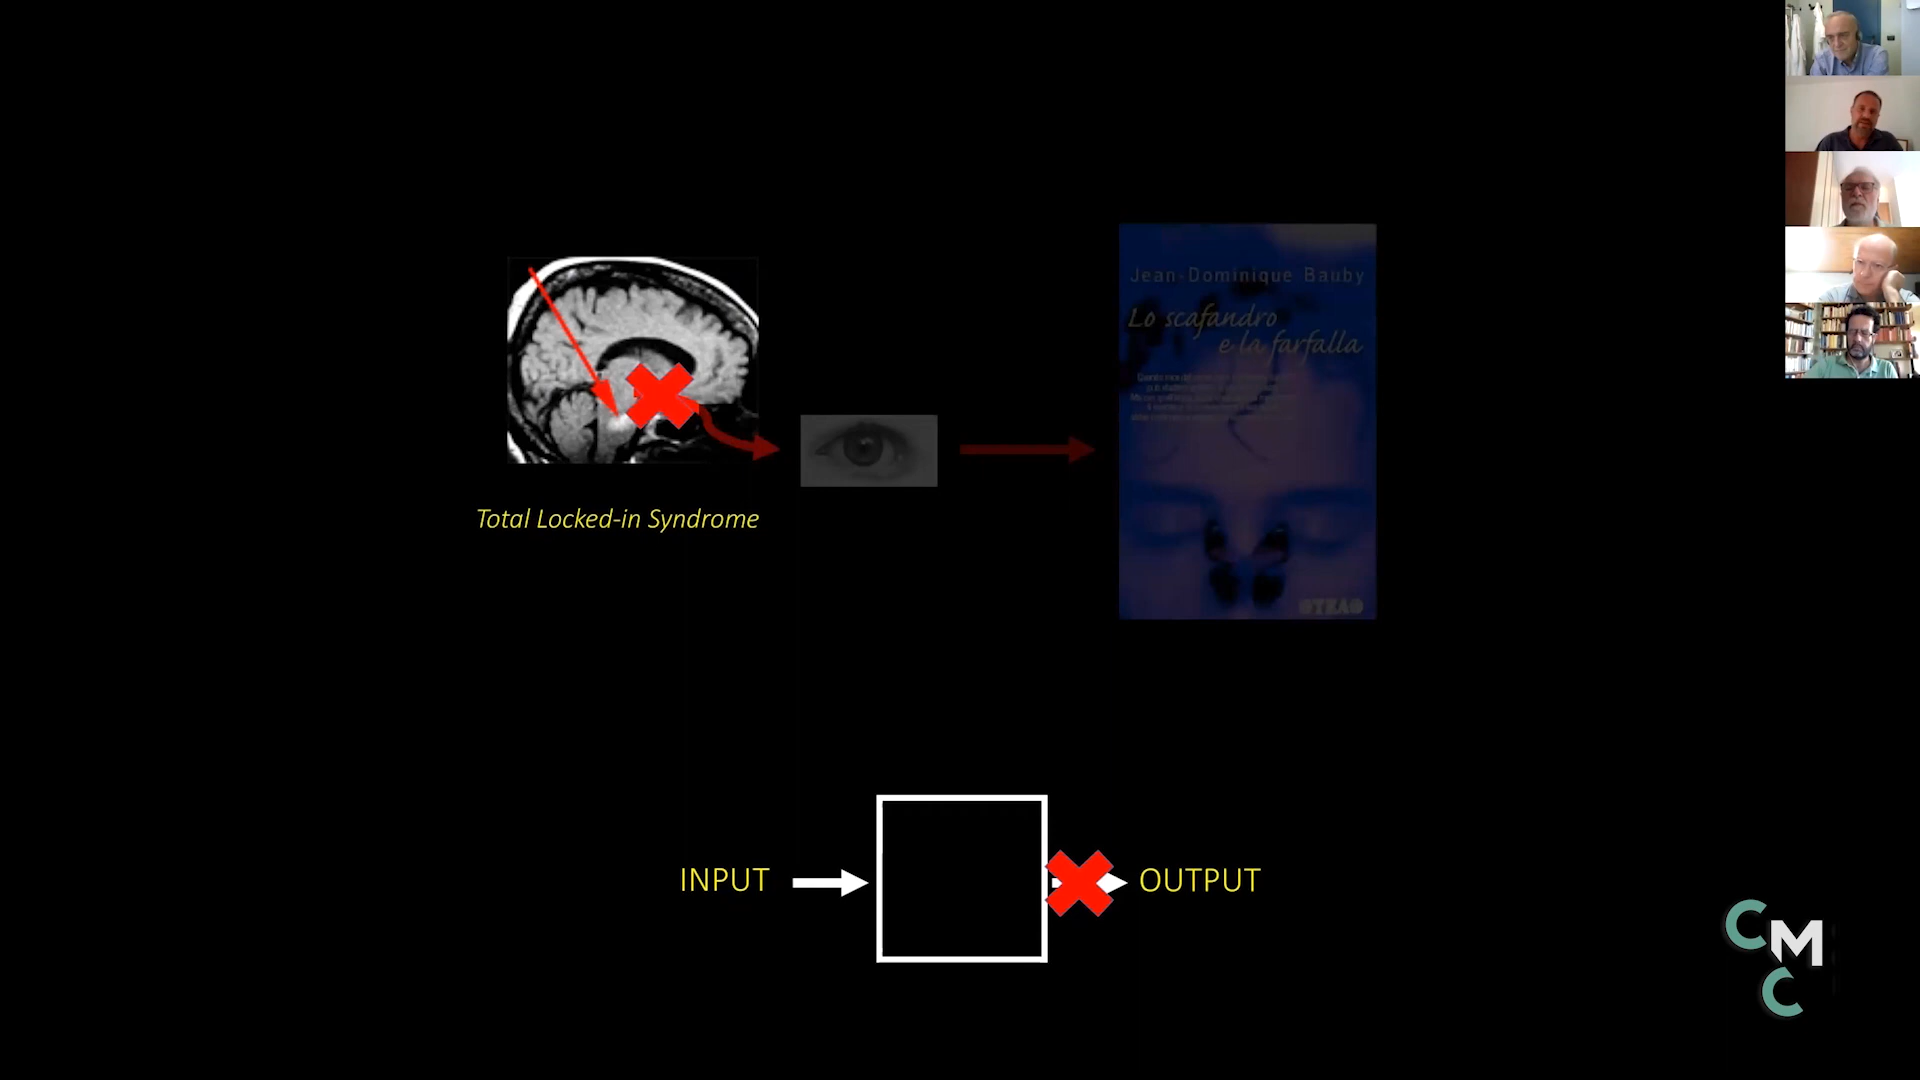 Jean-Dominique Bauby
Lo scafandro
e la farfalla
Total Locked-in Syndrome
INPUT
OUTPUT
CMC